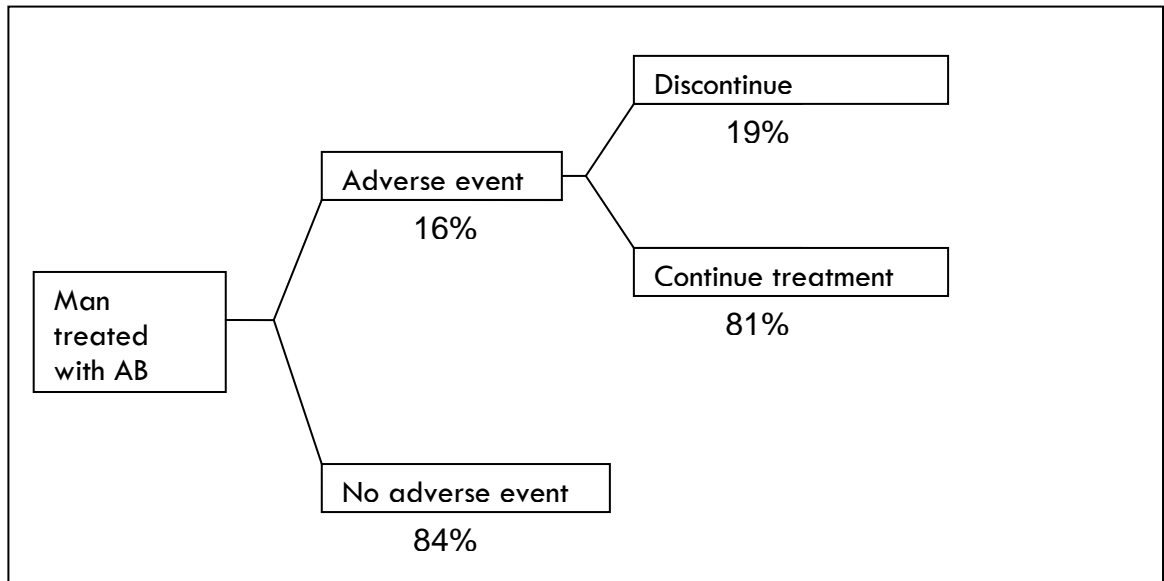 Discontinue
19%
Adverse event
16%
Continue treatment
81%
Man
treated
with AB
No adverse event
84%